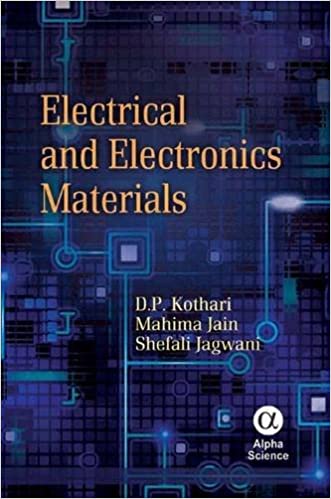 Electrical
and Electronics
Materials
D.P. Kothari
Mahima Jain
Shefali Jagwani
α
Alpha
Science